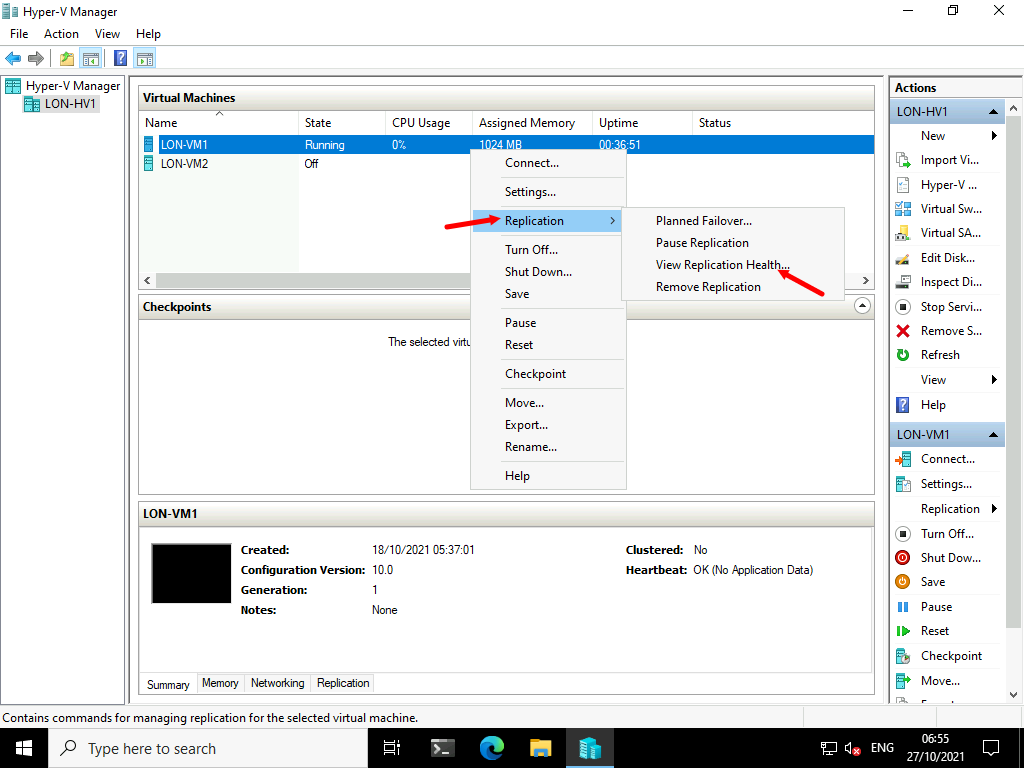 Hyper-V Manager
File Action View Help
Hyper-V Manager
LON-HV1
Virtual Machines
Name State CPU Usage Assigned Memory Uptime Status
LON-VM1 Running 0% 1024 MB 00:36:51
LON-VM2 Off
Connect...
Settings...
Replication
Turn Off...
Shut Down...
Save
Pause
Reset
Checkpoint
Move...
Export...
Rename...
Help
Planned Failover...
Pause Replication
View Replication Health...
Remove Replication
Checkpoints
The selected virtu
LON-VM1
Created: 18/10/2021 05:37:01
Configuration Version: 10.0
Generation: 1
Notes: None
Clustered: No
Heartbeat: OK (No Application Data)
Summary Memory Networking Replication
Actions
LON-HV1
New
Import Vi...
Hyper-V ...
Virtual Sw...
Virtual SA...
Edit Disk...
Inspect Di...
Stop Servi...
Remove S...
Refresh
View
Help
LON-VM1
Connect...
Settings...
Replication
Turn Off...
Shut Dow...
Save
Pause
Reset
Checkpoint
Move...
Contains commands for managing replication for the selected virtual machine.
Type here to search
ENG
06:55
27/10/2021